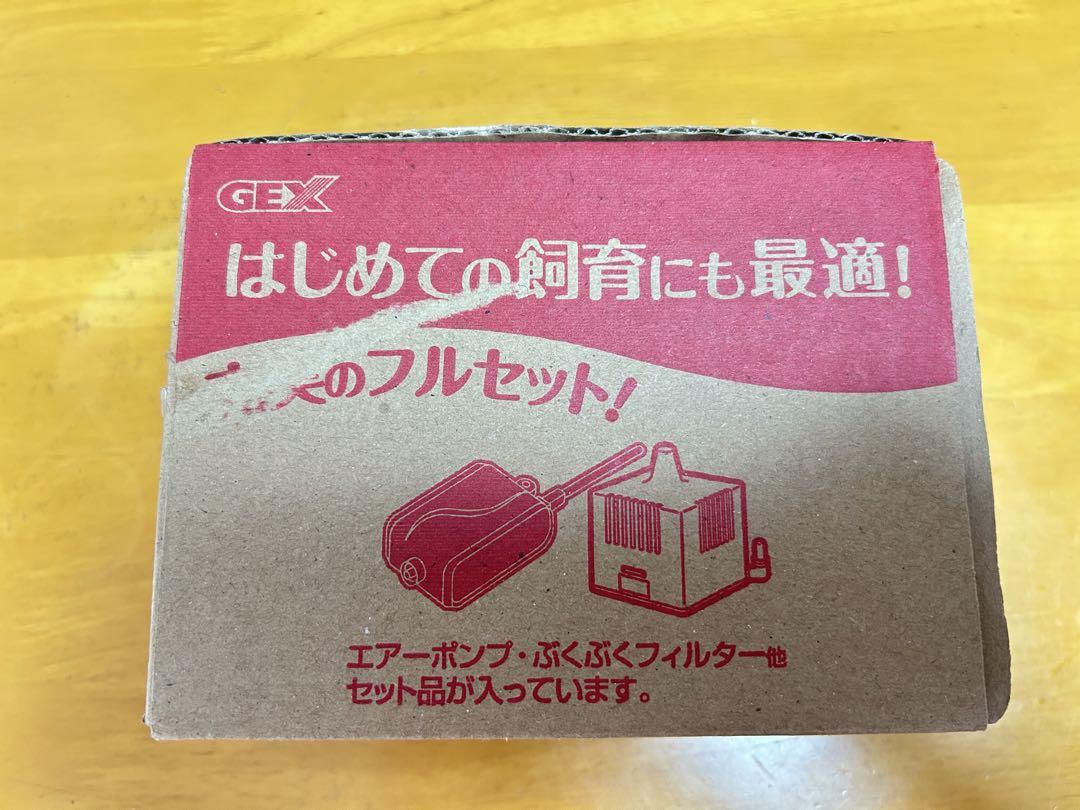 GEX
はじめての飼育にも最適!
のフルセット!
エアーポンプ・ぶくぶくフィルター他
セット品が入っています。